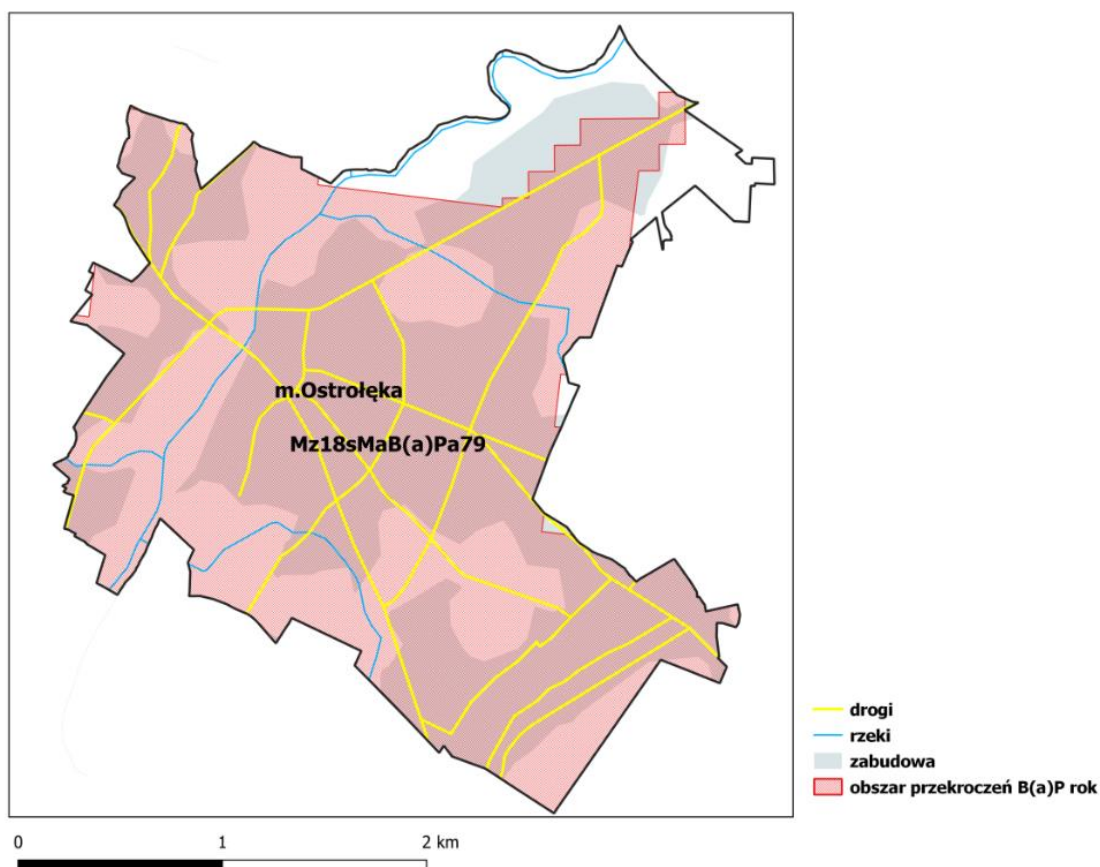 m.Ostrołęka
Mz18sMaB(a)Pa79
drogi
rzeki
zabudowa
obszar przekroczeń B(a)P rok
0 1 2 km